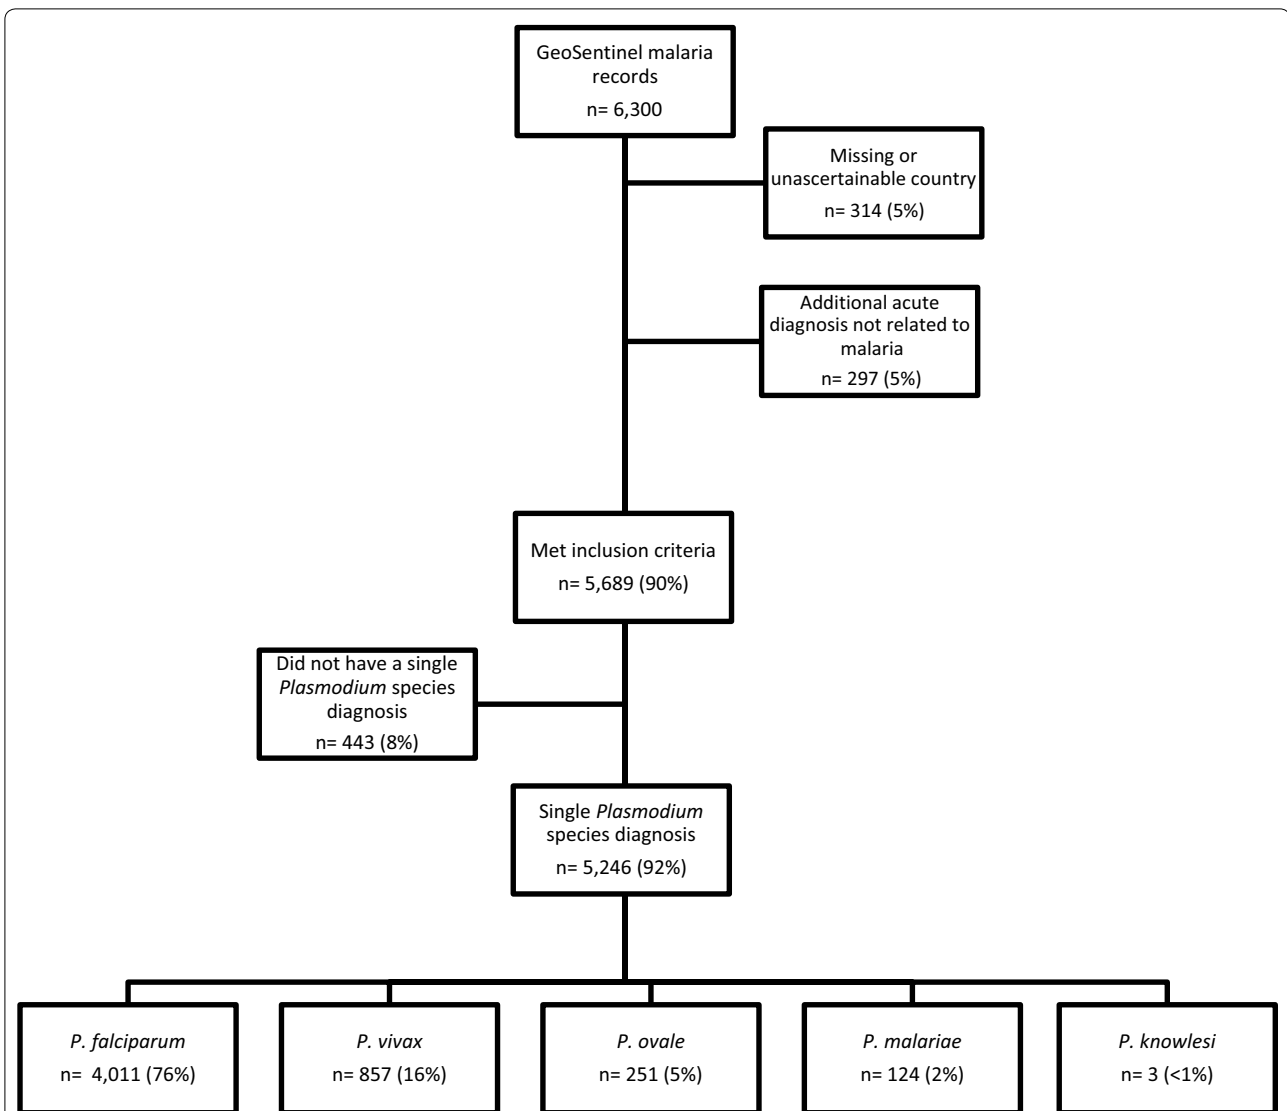 GeoSentinel malaria
records
n= 6,300
Missing or
unascertainable country
n= 314 (5%)
Additional acute
diagnosis not related to
malaria
n= 297 (5%)
Met inclusion criteria
n= 5,689 (90%)
Did not have a single
Plasmodium species
diagnosis
n= 443 (8%)
Single Plasmodium
species diagnosis
n= 5,246 (92%)
P. falciparum
n=  4,011 (76%)
P. vivax
n= 857 (16%)
P. ovale
n= 251 (5%)
P. malariae
n= 124 (2%)
P. knowlesi
n= 3 (<1%)